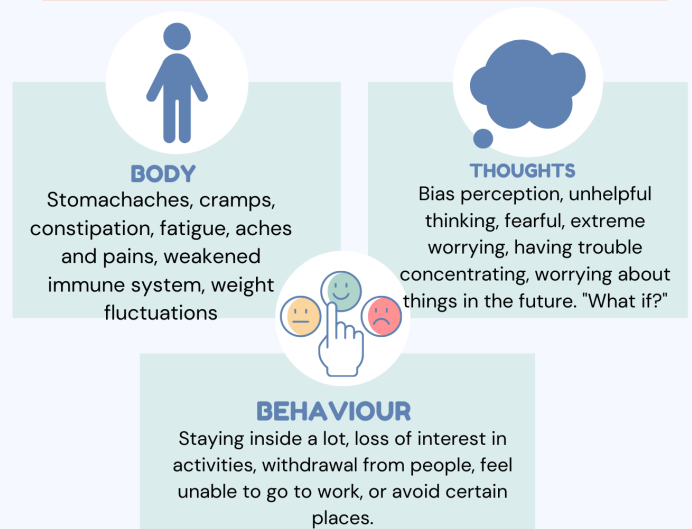 BODY
Stomachaches, cramps,
constipation, fatigue, aches
and pains, weakened
immune system, weight
fluctuations
THOUGHTS
Bias perception, unhelpful
thinking, fearful, extreme
worrying, having trouble
concentrating, worrying about
things in the future. "What if?"
BEHAVIOUR
Staying inside a lot, loss of interest in
activities, withdrawal from people, feel
unable to go to work, or avoid certain
places.